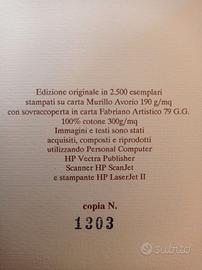 Edizione originale in 2.500 esemplari
stampati su carta Murillo Avorio 190 g/mq
con sovraccoperta in carta Fabriano Artistico 79 G.G.
100% cotone 300g/mq
Immagini e testi sono stati
acquisiti, composti e riprodotti
utilizzando Personal Computer
HP Vectra Publisher
Scanner HP ScanJet
e stampante HP LaserJet II
copia N.
1303
subito